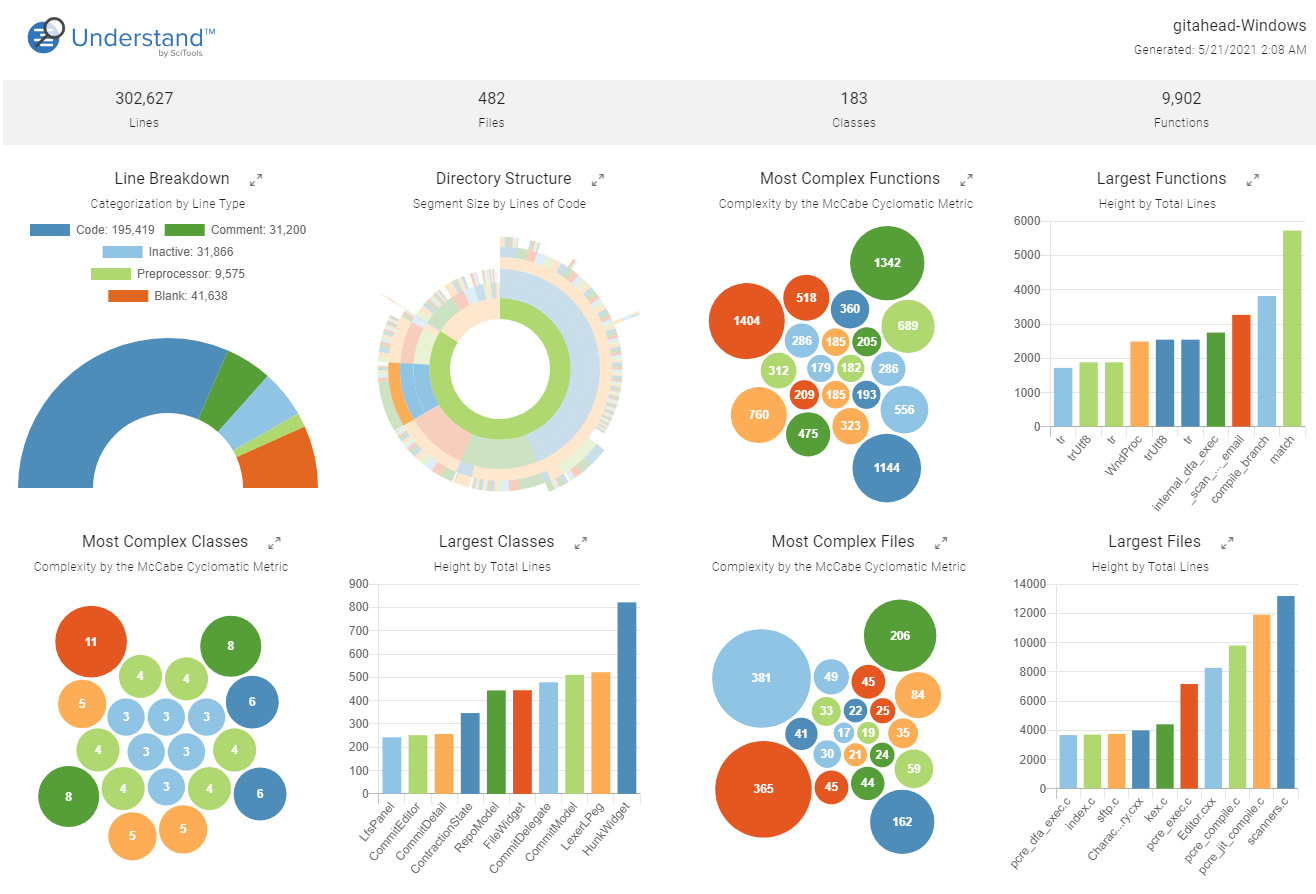 Understand™
by SciTools
gitahead-Windows
Generated: 5/21/2021 2:08 AM
302,627
Lines
482
Files
183
Classes
9,902
Functions
Line Breakdown
Categorization by Line Type
Code: 195,419
Comment: 31,200
Inactive: 31,866
Preprocessor: 9,575
Blank: 41,638
Directory Structure
Segment Size by Lines of Code
Most Complex Functions
Complexity by the McCabe Cyclomatic Metric
1342
518
360
1404
689
286
185
205
312
179
182
286
209
185
193
760
556
475
323
1144
Largest Functions
Height by Total Lines
6000
5000
4000
3000
2000
1000
0
tr
trUtf8
tr
WndProc
trUtf8
tr
internal_dfa_exec
_scan_..._email
compile_branch
match
Most Complex Classes
Complexity by the McCabe Cyclomatic Metric
11
8
4
4
5
6
3
3
3
4
3
3
4
8
4
3
4
6
5
5
Largest Classes
Height by Total Lines
900
800
700
600
500
400
300
200
100
0
LfsPanel
CommitEditor
CommitDetail
ContractionState
RepoModel
FileWidget
CommitDelegate
CommitModel
LexerLPeg
HunkWidget
Most Complex Files
Complexity by the McCabe Cyclomatic Metric
206
381
49
45
84
33
22
25
41
17
19
35
30
21
24
59
365
45
44
162
Largest Files
Height by Total Lines
14000
12000
10000
8000
6000
4000
2000
0
pcre_dfa_exec.c
index.c
sftp.c
Charac...ry.cxx
kex.c
pcre_exec.c
Editor.cxx
pcre_compile.c
pcre_jit_compile.c
scanners.c